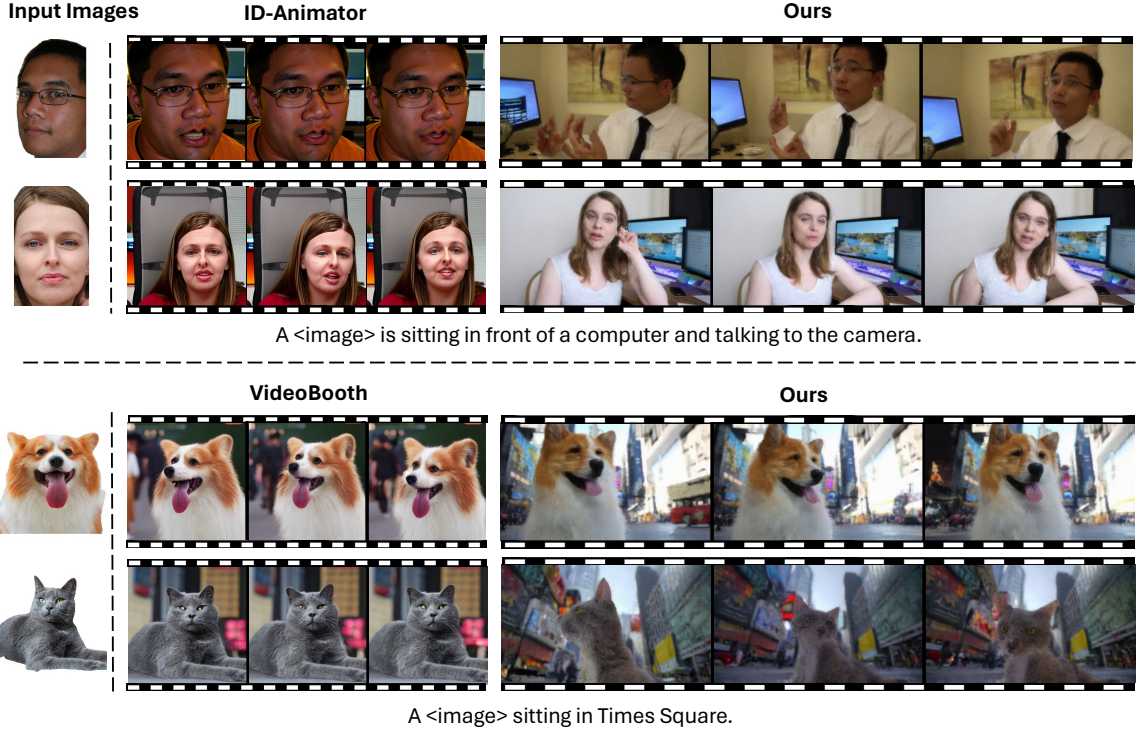 Input Images
ID-Animator
Ours
A <image> is sitting in front of a computer and talking to the camera.
VideoBooth
Ours
A <image> sitting in Times Square.